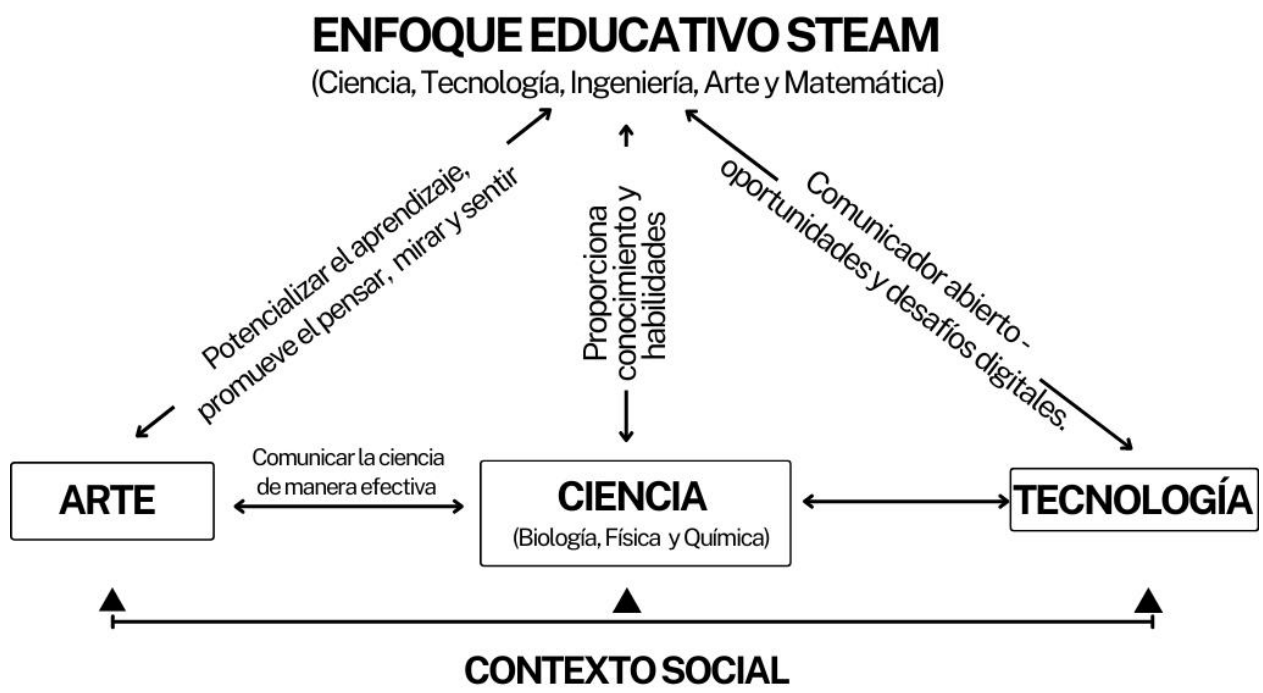 ENFOQUE EDUCATIVO STEAM
(Ciencia, Tecnología, Ingeniería, Arte y Matemática)
Potencializar el aprendizaje,
promueve el pensar, mirar y sentir
Proporciona
conocimiento y
habilidades
Comunicador abierto -
oportunidades y desafíos digitales.
ARTE
Comunicar la ciencia
de manera efectiva
CIENCIA
(Biología, Física y Química)
TECNOLOGÍA
CONTEXTO SOCIAL